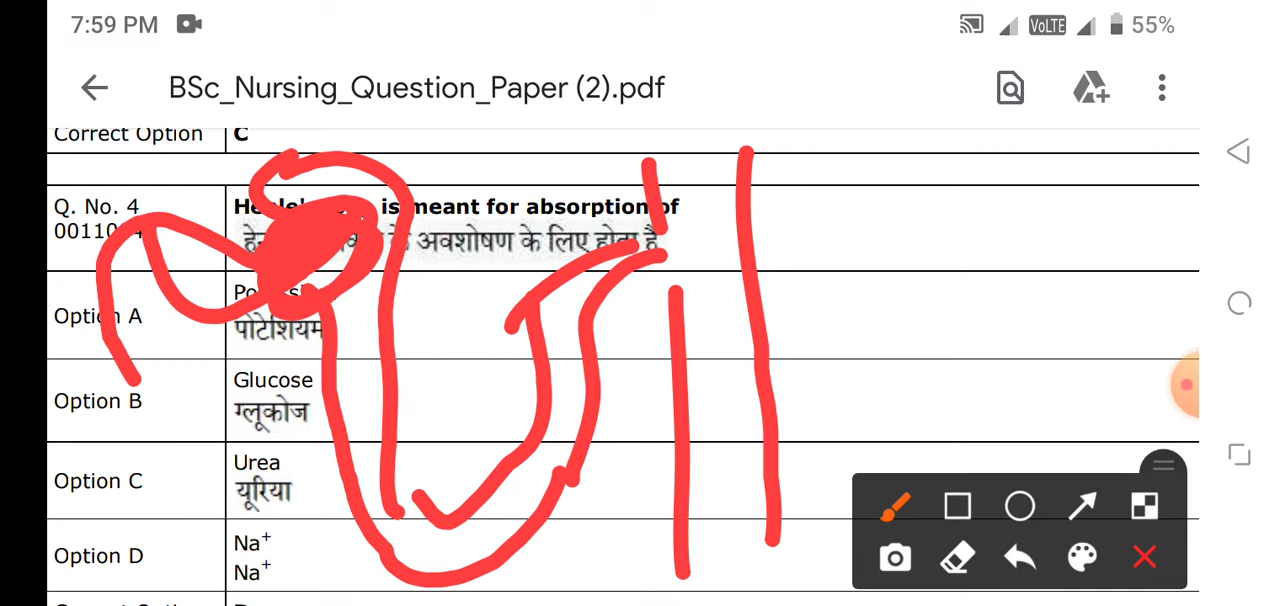 7:59 PM
VoLTE
55%
BSc_Nursing_Question_Paper (2).pdf
Correct Option C
Q. No. 4 is meant for absorption of
के अवशोषण के लिए होता है
Option A
पोटेशियम
Option B Glucose
ग्लूकोज
Option C Urea
यूरिया
Option D Na⁺
Na⁺